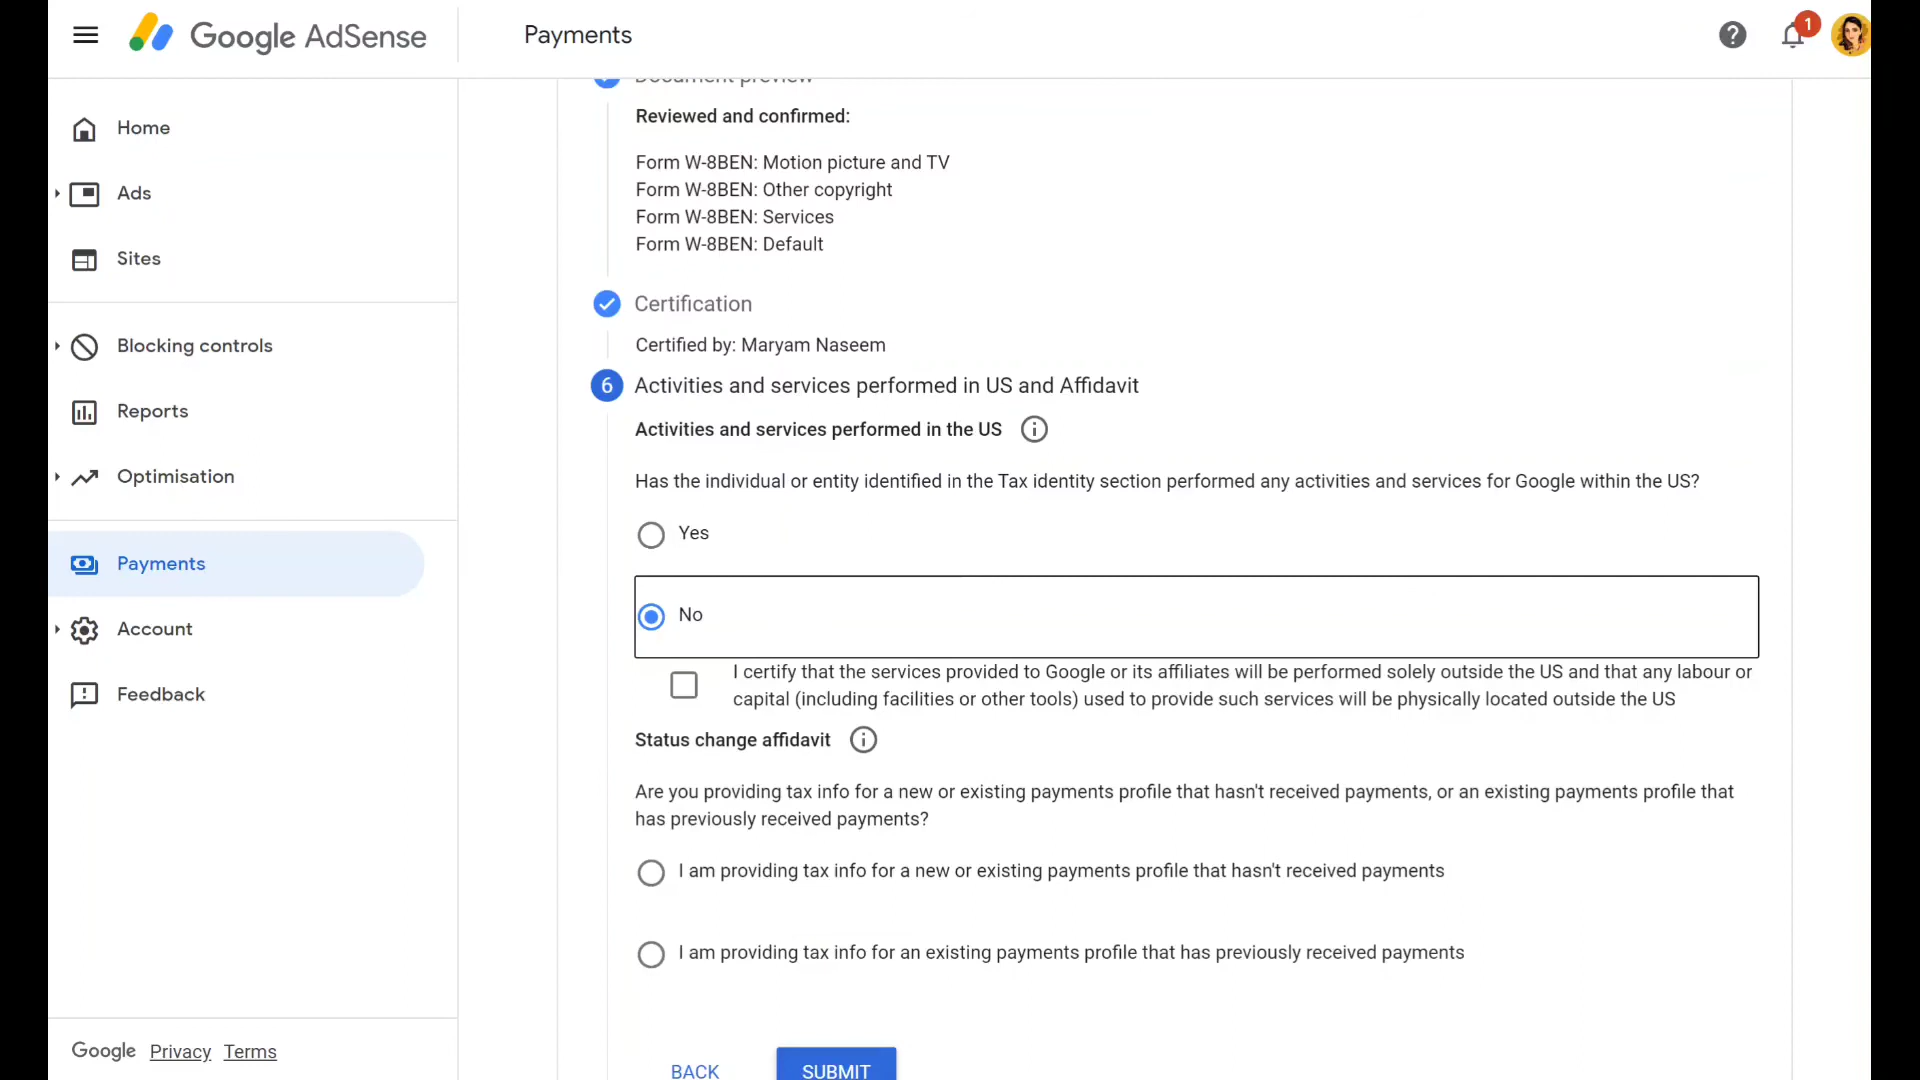 Google AdSense
Payments
1
Home
Ads
Sites
Blocking controls
Reports
Optimisation
Payments
Account
Feedback
Google Privacy Terms
Document preview
Reviewed and confirmed:
Form W-8BEN: Motion picture and TV
Form W-8BEN: Other copyright
Form W-8BEN: Services
Form W-8BEN: Default
Certification
Certified by: Maryam Naseem
6 Activities and services performed in US and Affidavit
Activities and services performed in the US
Has the individual or entity identified in the Tax identity section performed any activities and services for Google within the US?
Yes
No
I certify that the services provided to Google or its affiliates will be performed solely outside the US and that any labour or
capital (including facilities or other tools) used to provide such services will be physically located outside the US
Status change affidavit
Are you providing tax info for a new or existing payments profile that hasn't received payments, or an existing payments profile that
has previously received payments?
I am providing tax info for a new or existing payments profile that hasn't received payments
I am providing tax info for an existing payments profile that has previously received payments
BACK SUBMIT